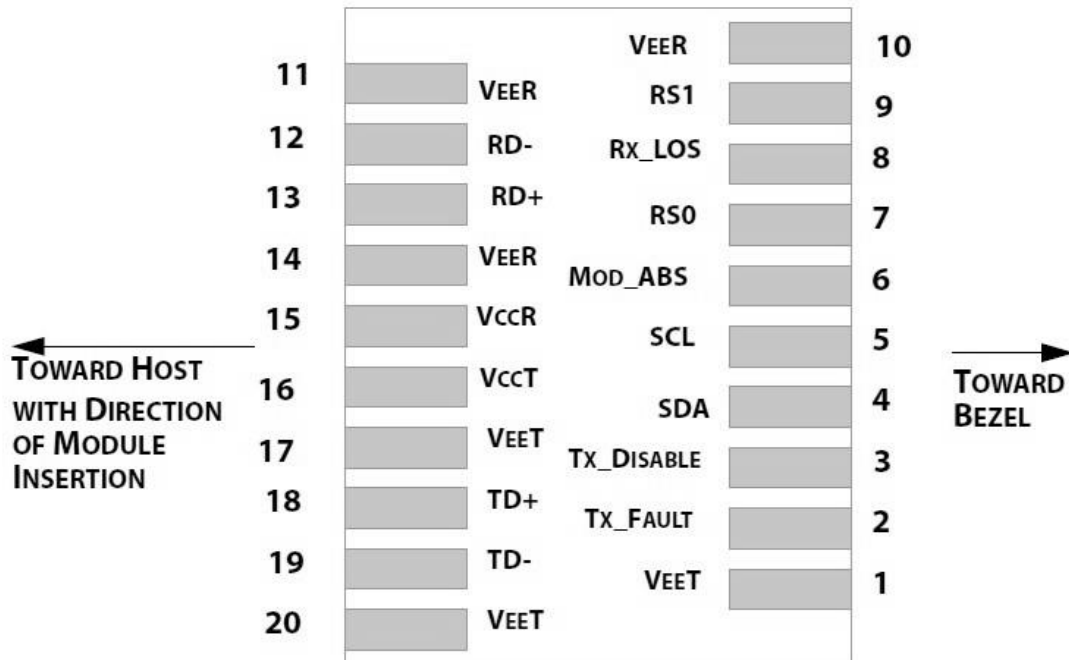 VEER 10
11 VEER
RS1 9
12 RD-
RX_LOS 8
13 RD+
RS0 7
14 VEER
MOD_ABS 6
15 VCCR
SCL 5
TOWARD HOST
WITH DIRECTION
OF MODULE
INSERTION
16 VCCT
SDA 4
TOWARD
BEZEL
17 VEET
TX_DISABLE 3
18 TD+
TX_FAULT 2
19 TD-
VEET 1
20 VEET